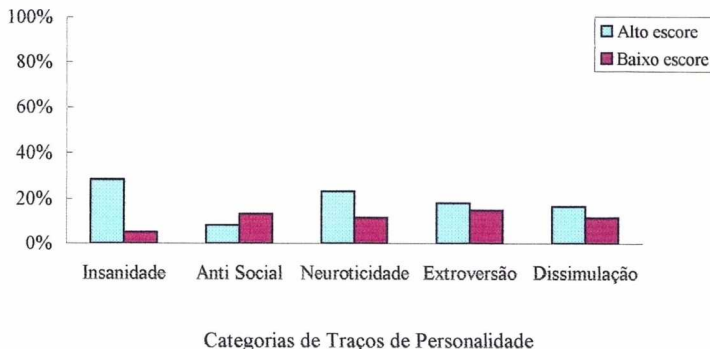 100%
80%
60%
40%
20%
0%
Alto escore
Baixo escore
Insanidade Anti Social Neuroticidade Extroversão Dissimulação
Categorias de Traços de Personalidade